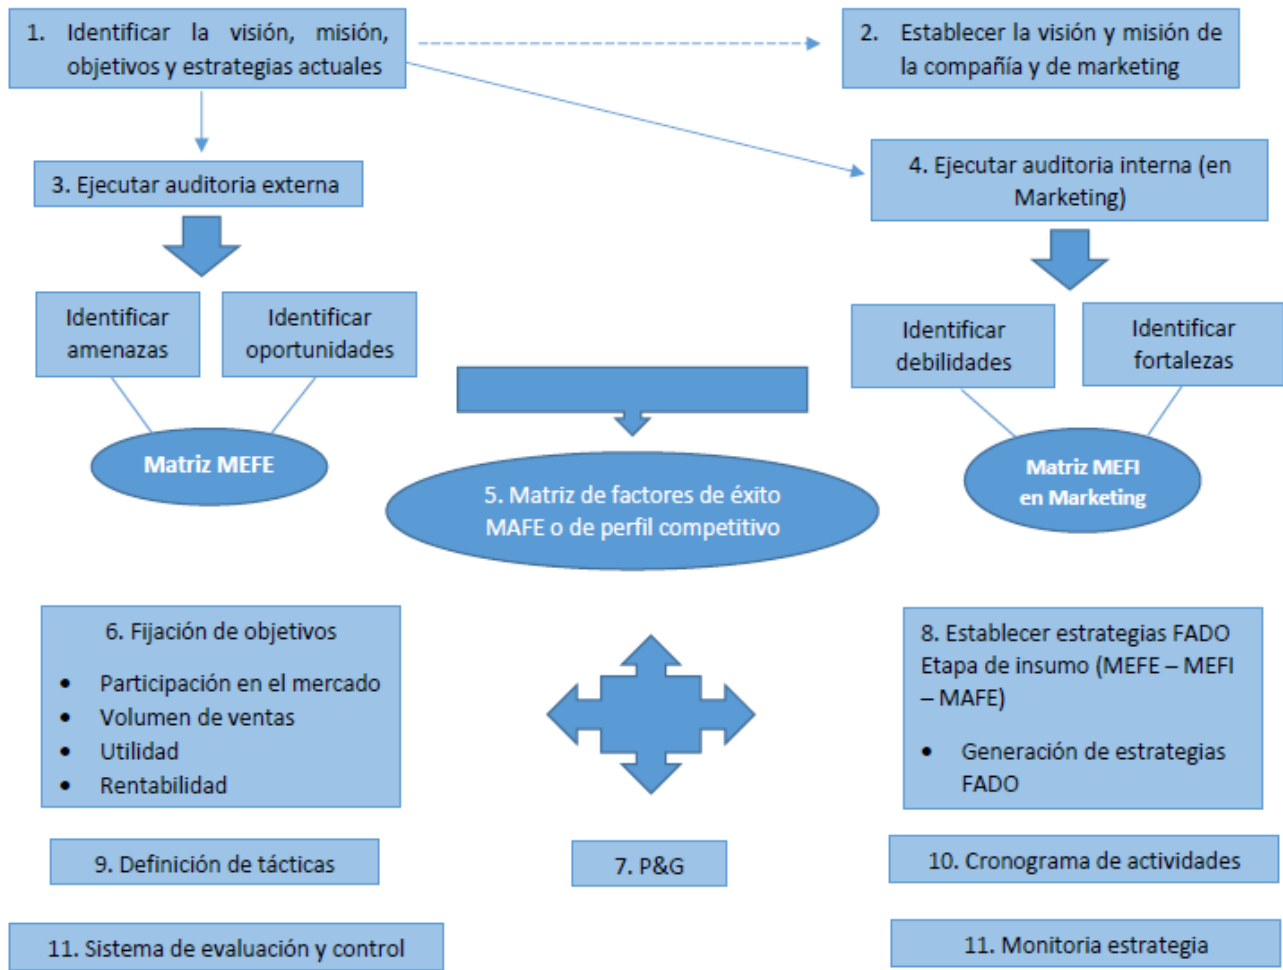 1. Identificar la visión, misión,
objetivos y estrategias actuales
2. Establecer la visión y misión de
la compañía y de marketing
3. Ejecutar auditoria externa
4. Ejecutar auditoria interna (en
Marketing)
Identificar
amenazas
Identificar
oportunidades
Identificar
debilidades
Identificar
fortalezas
Matriz MEFE
5. Matriz de factores de éxito
MAFE o de perfil competitivo
Matriz MEFI
en Marketing
6. Fijación de objetivos
• Participación en el mercado
• Volumen de ventas
• Utilidad
• Rentabilidad
8. Establecer estrategias FADO
Etapa de insumo (MEFE – MEFI
– MAFE)
• Generación de estrategias
FADO
9. Definición de tácticas
7. P&G
10. Cronograma de actividades
11. Sistema de evaluación y control
11. Monitoria estrategia